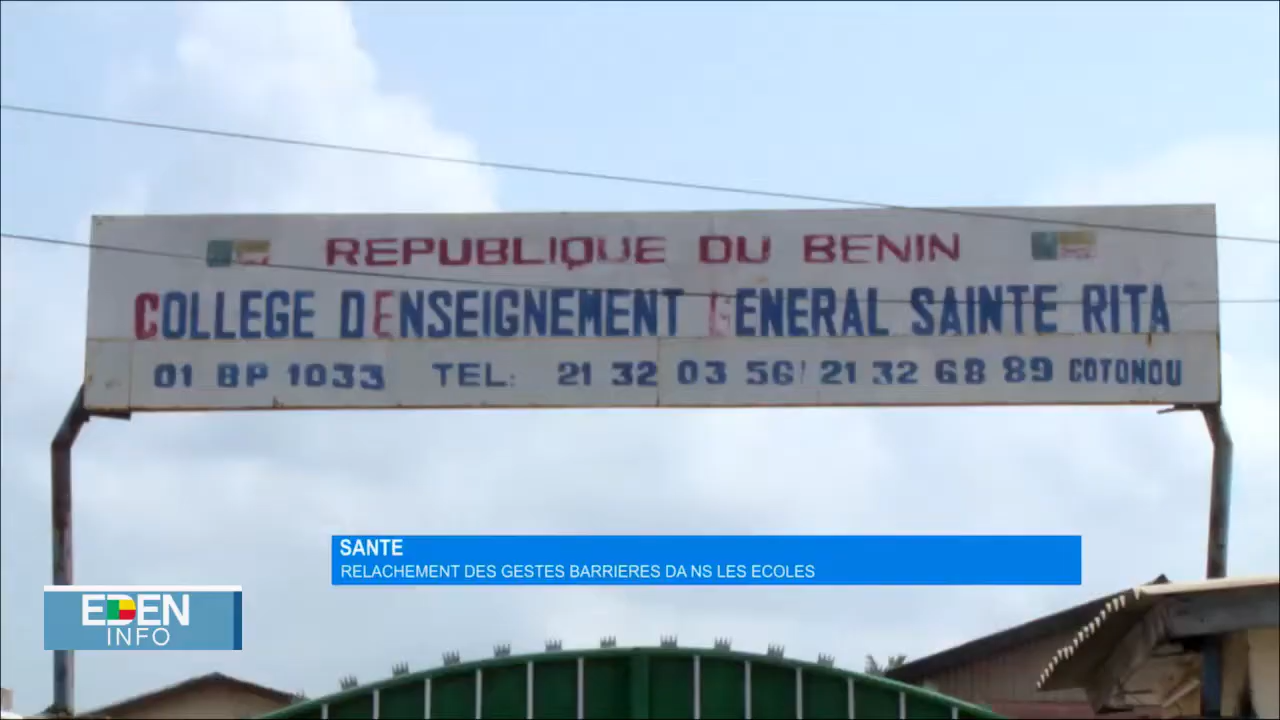 REPUBLIQUE DU BENIN
COLLEGE DENSEIGNEMENT GENERAL SAINTE RITA
01 BP 1033 TEL: 21 32 03 56/ 21 32 68 89 COTONOU
SANTE
RELACHEMENT DES GESTES BARRIERES DA NS LES ECOLES
EDEN
INFO